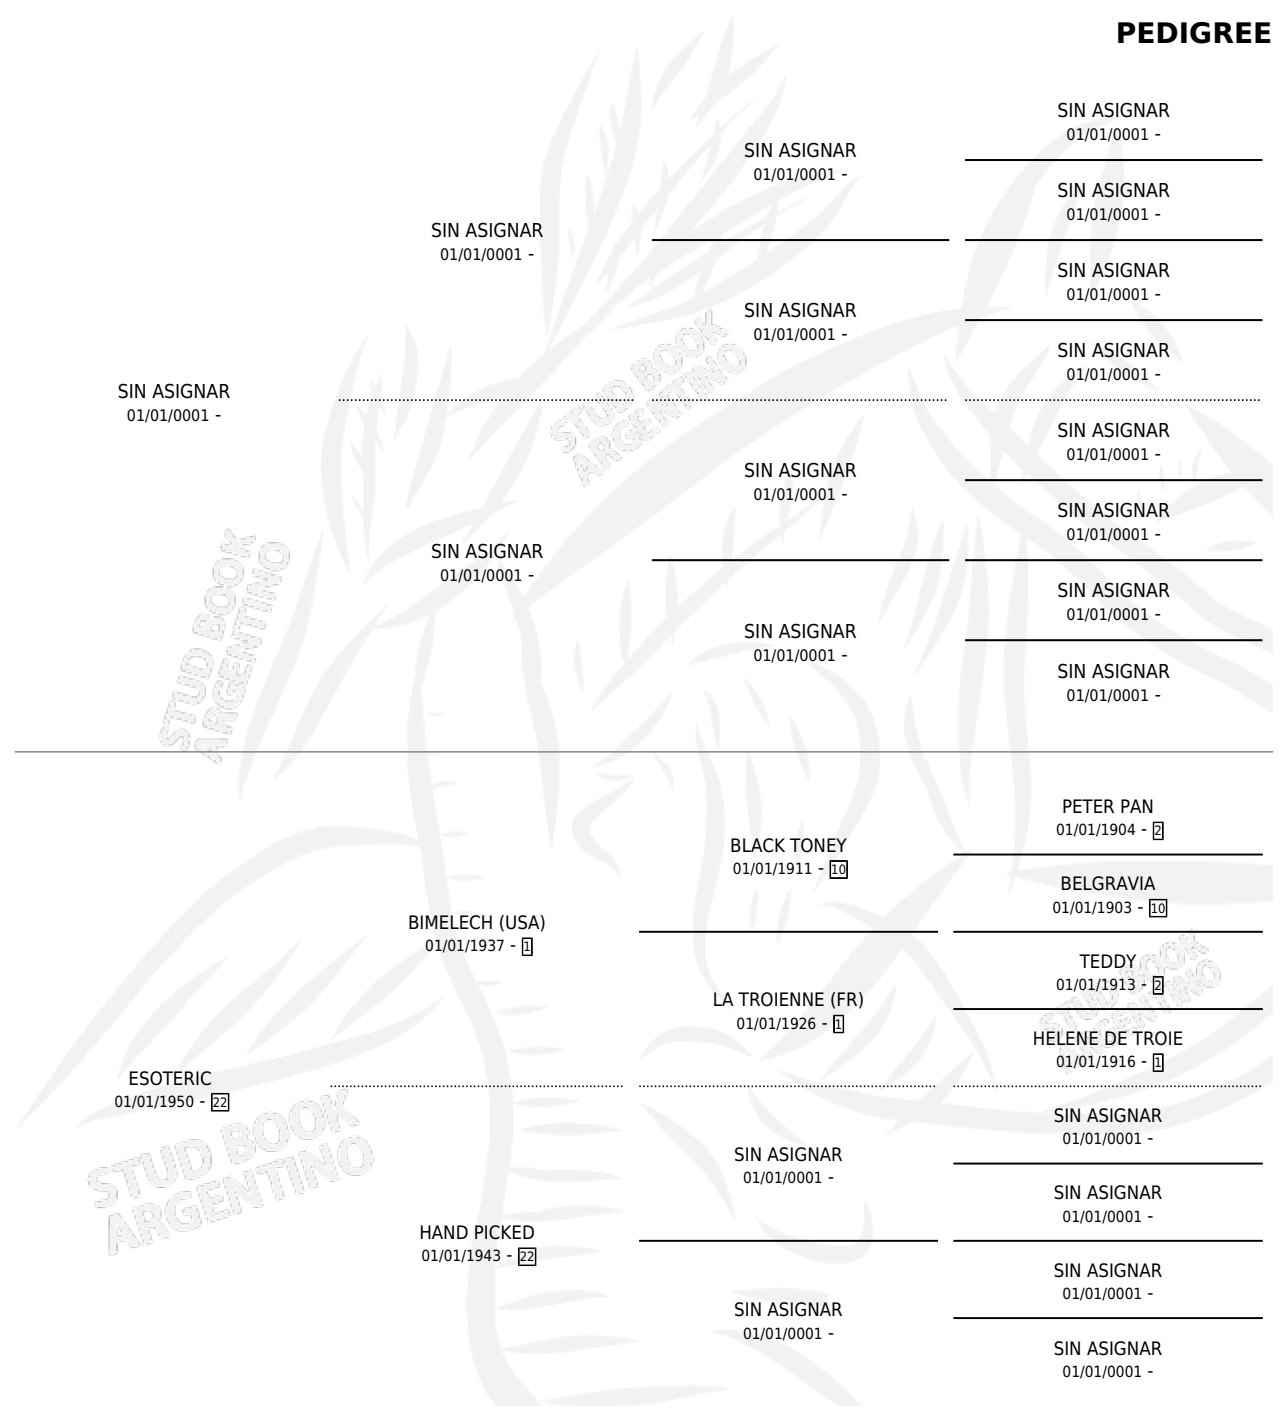 PEDIGREE
SIN ASIGNAR
01/01/0001 -
SIN ASIGNAR
01/01/0001 -
SIN ASIGNAR
01/01/0001 -
SIN ASIGNAR
01/01/0001 -
SIN ASIGNAR
01/01/0001 -
SIN ASIGNAR
01/01/0001 -
SIN ASIGNAR
01/01/0001 -
SIN ASIGNAR
01/01/0001 -
SIN ASIGNAR
01/01/0001 -
STUD BOOK
ARGENTINO
SIN ASIGNAR
01/01/0001 -
SIN ASIGNAR
01/01/0001 -
SIN ASIGNAR
01/01/0001 -
SIN ASIGNAR
01/01/0001 -
SIN ASIGNAR
01/01/0001 -
SIN ASIGNAR
01/01/0001 -
STUD BOOK
ARGENTINO
PETER PAN
01/01/1904 - 2
BLACK TONEY
01/01/1911 - 10
BELGRAVIA
01/01/1903 - 10
BIMELECH (USA)
01/01/1937 - 1
TEDDY
01/01/1913 - 2
LA TROIENNE (FR)
01/01/1926 - 1
HELENE DE TROIE
01/01/1916 - 1
STUD BOOK
ARGENTINO
ESOTERIC
01/01/1950 - 22
SIN ASIGNAR
01/01/0001 -
SIN ASIGNAR
01/01/0001 -
SIN ASIGNAR
01/01/0001 -
STUD BOOK
ARGENTINO
HAND PICKED
01/01/1943 - 22
SIN ASIGNAR
01/01/0001 -
SIN ASIGNAR
01/01/0001 -
SIN ASIGNAR
01/01/0001 -